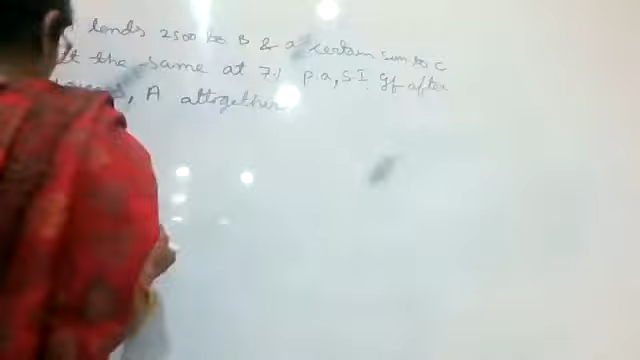 lends 2500 to B & a certain sum to C
the same at 7% p.a, S.I. If after
, A altogether